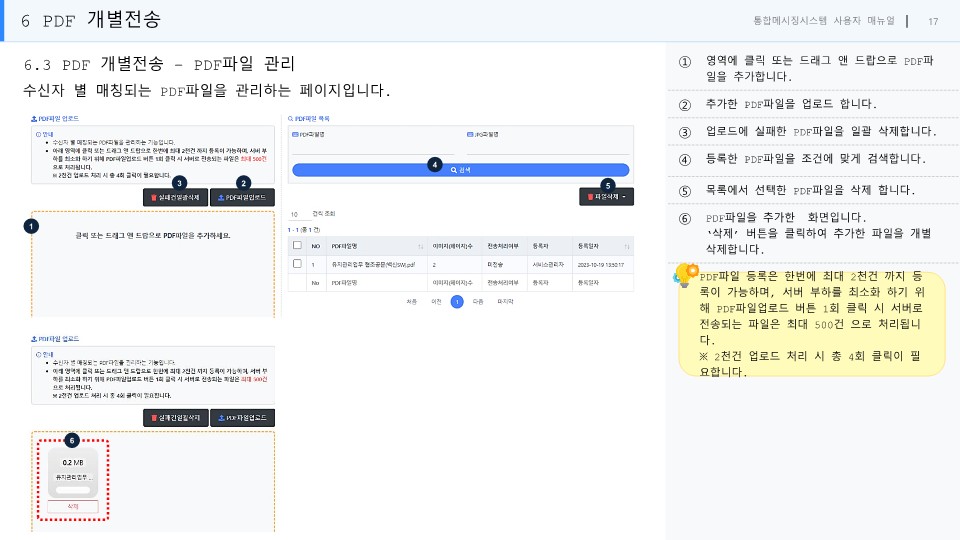 6 PDF 개별전송
통합메시징시스템 사용자 매뉴얼 | 17
6.3 PDF 개별전송 – PDF파일 관리
수신자 별 매칭되는 PDF파일을 관리하는 페이지입니다.
PDF파일 업로드
안내
수신자 별 매칭되는 PDF파일을 관리하는 기능입니다.
아래 영역에 클릭 또는 드래그 앤 드랍으로 한번에 최대 2천건 까지 등록이 가능하며, 서버 부
하를 최소화 하기 위해 PDF파일업로드 버튼 1회 클릭 시 서버로 전송되는 파일은 최대 500건
으로 처리됩니다.
※ 2천건 업로드 처리 시 총 4회 클릭이 필요합니다.
3
2
실패건일괄삭제
PDF파일업로드
1
클릭 또는 드래그 앤 드랍으로 PDF파일을 추가하세요.
PDF파일 목록
PDF파일명
JPG파일명
4
검색
5
파일삭제
10 건씩 조회
1 - 1 (총 1 건)
NO PDF파일명 이미지(페이지)수 전송처리여부 등록자 등록일자
1 유지관리업무 협조공문(백신SW).pdf 2 미전송 서비스관리자 2023-10-19 13:50:17
No PDF파일명 이미지(페이지)수 전송처리여부 등록자 등록일자
처음 이전 1 다음 마지막
PDF파일 업로드
안내
수신자 별 매칭되는 PDF파일을 관리하는 기능입니다.
아래 영역에 클릭 또는 드래그 앤 드랍으로 한번에 최대 2천건 까지 등록이 가능하며, 서버 부
하를 최소화 하기 위해 PDF파일업로드 버튼 1회 클릭 시 서버로 전송되는 파일은 최대 500건
으로 처리됩니다.
※ 2천건 업로드 처리 시 총 4회 클릭이 필요합니다.
실패건일괄삭제
PDF파일업로드
6
0.2 MB
유지관리업무 ...
삭제
① 영역에 클릭 또는 드래그 앤 드랍으로 PDF파
일을 추가합니다.
② 추가한 PDF파일을 업로드 합니다.
③ 업로드에 실패한 PDF파일을 일괄 삭제합니다.
④ 등록한 PDF파일을 조건에 맞게 검색합니다.
⑤ 목록에서 선택한 PDF파일을 삭제 합니다.
⑥ PDF파일을 추가한 화면입니다.
‘삭제’ 버튼을 클릭하여 추가한 파일을 개별
삭제합니다.
PDF파일 등록은 한번에 최대 2천건 까지 등
록이 가능하며, 서버 부하를 최소화 하기 위
해 PDF파일업로드 버튼 1회 클릭 시 서버로
전송되는 파일은 최대 500건 으로 처리됩니
다.
※ 2천건 업로드 처리 시 총 4회 클릭이 필
요합니다.